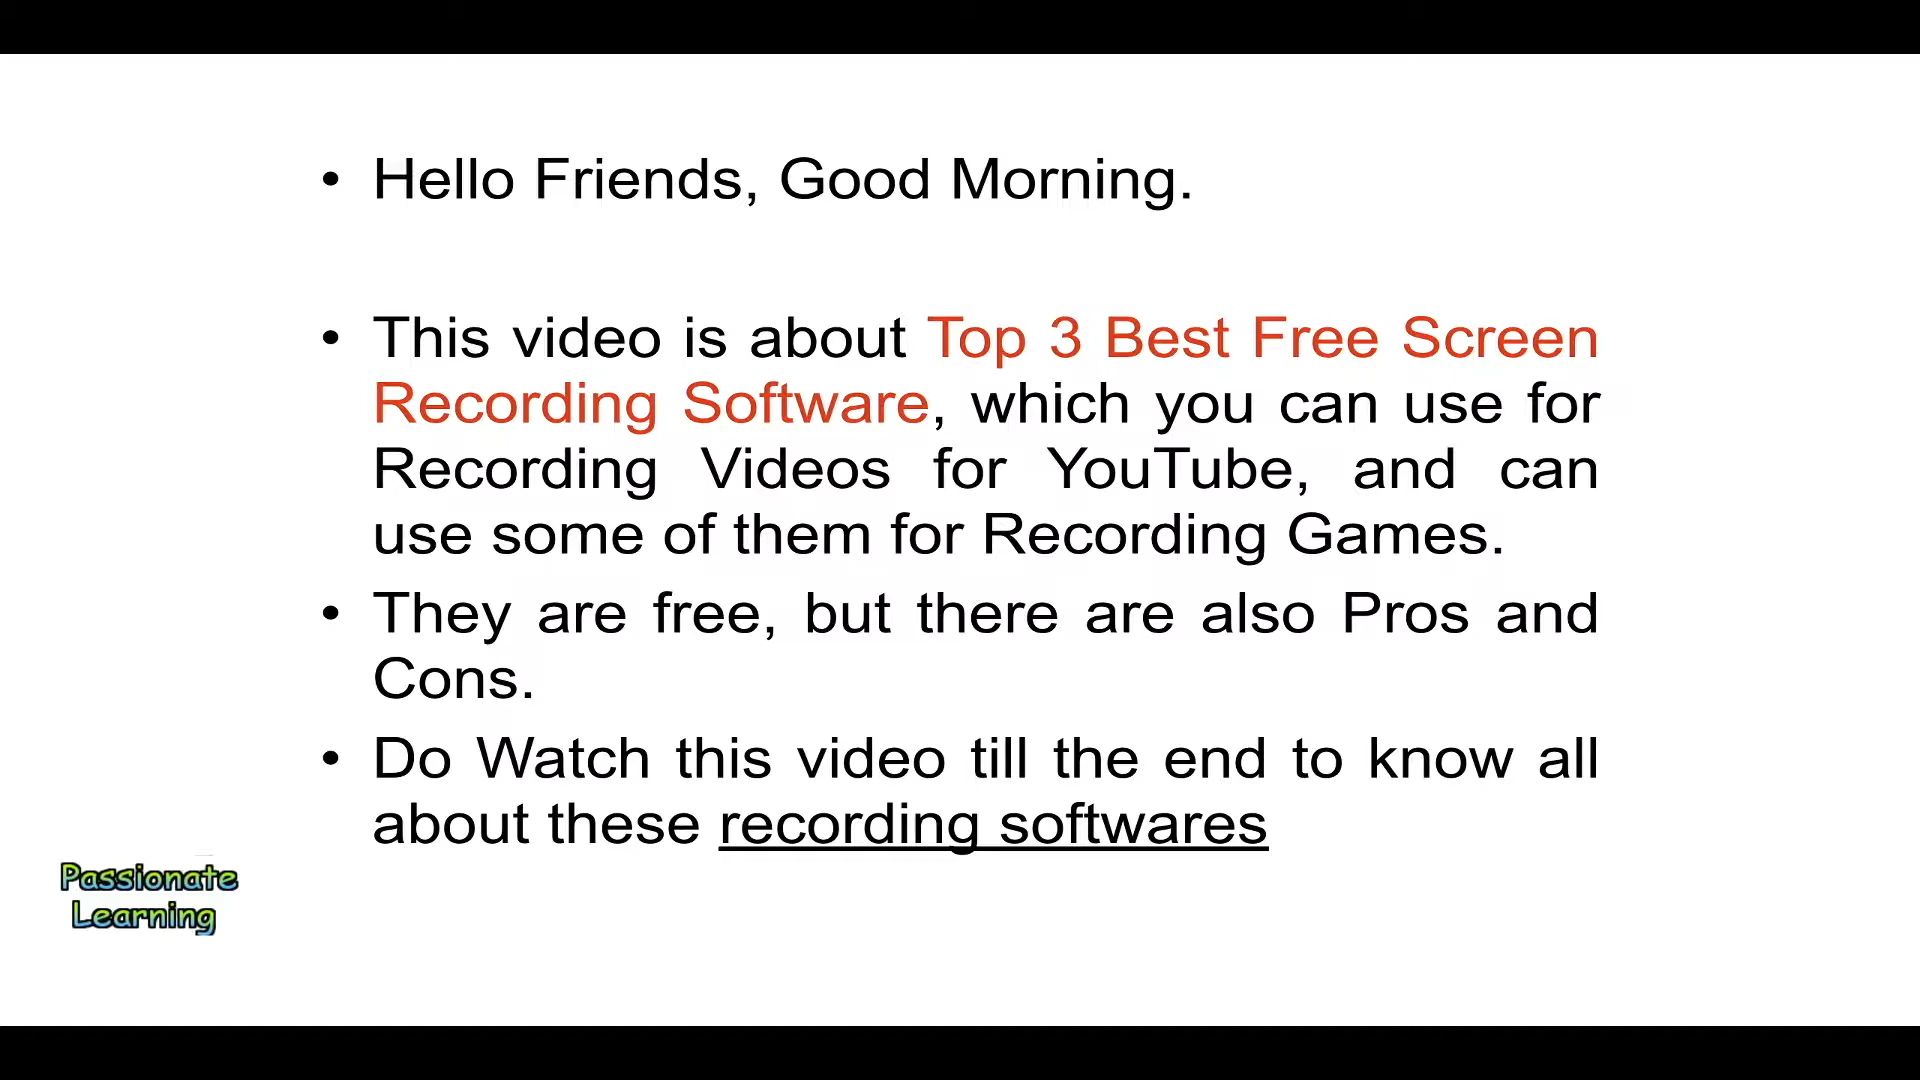 • Hello Friends, Good Morning.
• This video is about Top 3 Best Free Screen
Recording Software, which you can use for
Recording Videos for YouTube, and can
use some of them for Recording Games.
• They are free, but there are also Pros and
Cons.
• Do Watch this video till the end to know all
about these recording softwares
Passionate
Learning